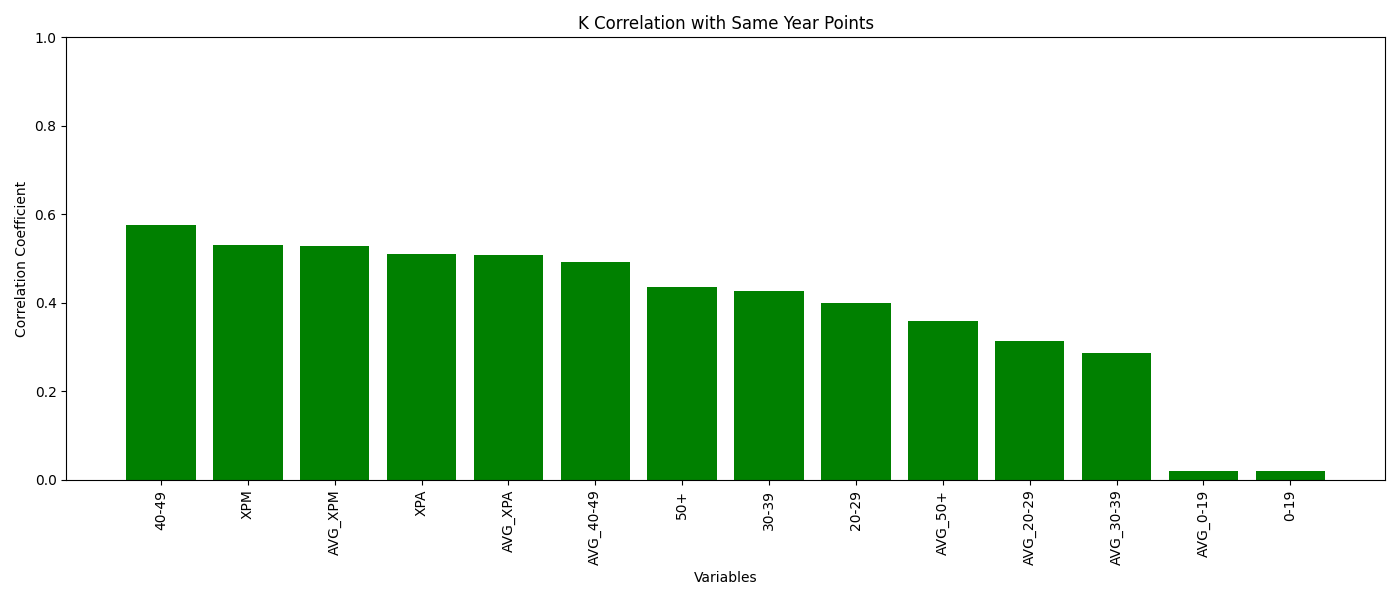 K Correlation with Same Year Points
Correlation Coefficient
1.0
0.8
0.6
0.4
0.2
0.0
40-49
XPM
AVG_XPM
XPA
AVG_XPA
AVG_40-49
50+
30-39
20-29
AVG_50+
AVG_20-29
AVG_30-39
AVG_0-19
0-19
Variables